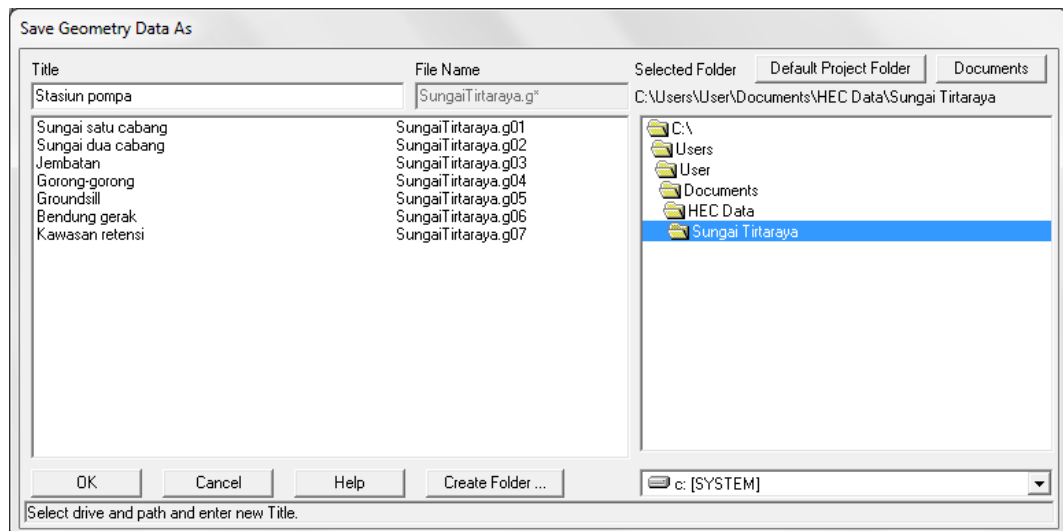 Save Geometry Data As
Title File Name Selected Folder Default Project Folder Documents
Stasiun pompa SungaiTirtaraya.g* C:\Users\User\Documents\HEC Data\Sungai Tirtaraya
Sungai satu cabang SungaiTirtaraya.g01
Sungai dua cabang SungaiTirtaraya.g02
Jembatan SungaiTirtaraya.g03
Gorong-gorong SungaiTirtaraya.g04
Groundsill SungaiTirtaraya.g05
Bendung gerak SungaiTirtaraya.g06
Kawasan retensi SungaiTirtaraya.g07
C:\
Users
User
Documents
HEC Data
Sungai Tirtaraya
OK Cancel Help Create Folder ... c: [SYSTEM]
Select drive and path and enter new Title.